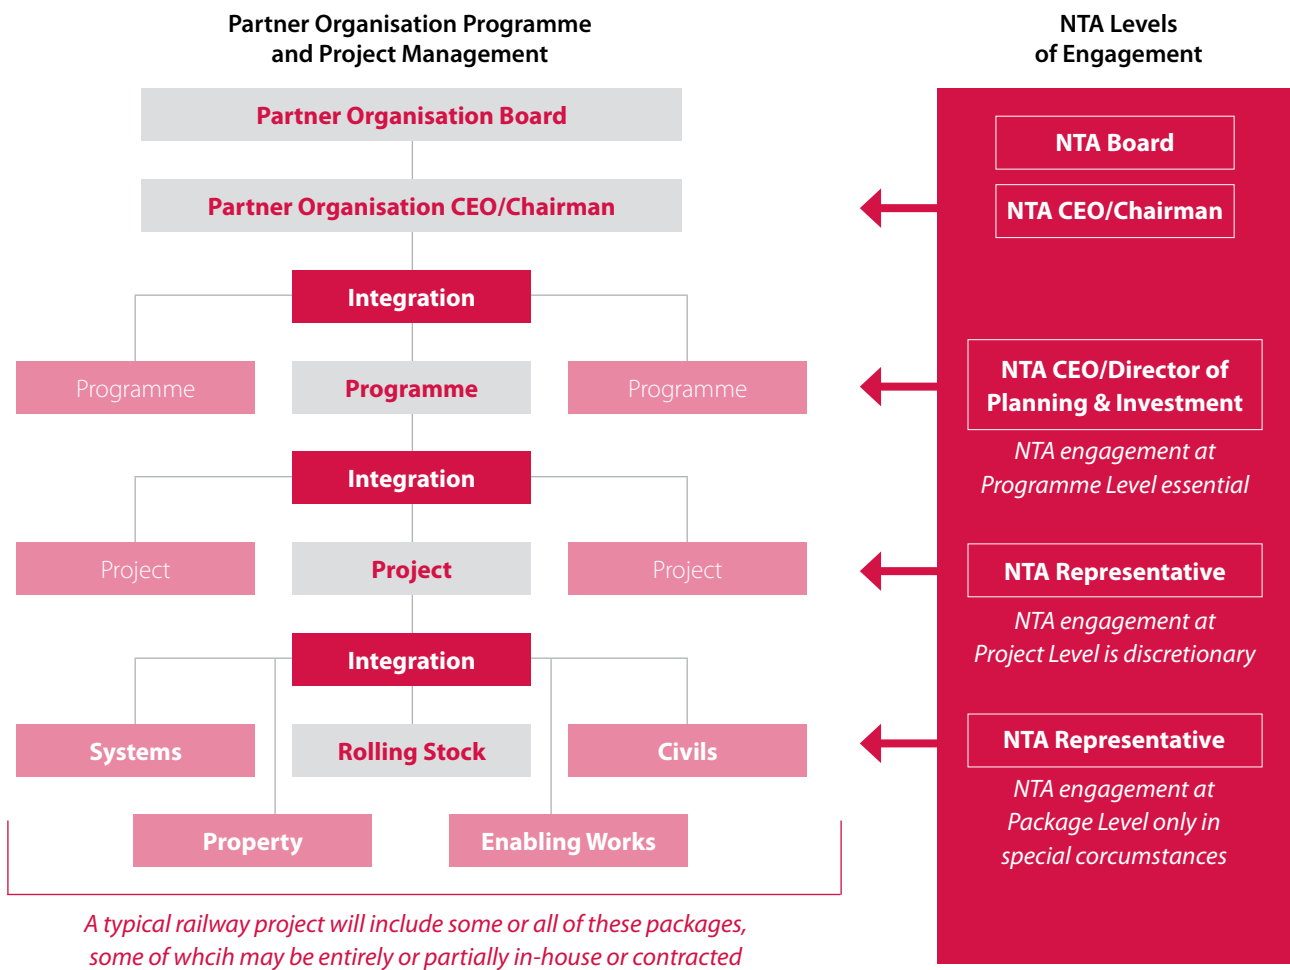 Partner Organisation Programme
and Project Management
Partner Organisation Board
Partner Organisation CEO/Chairman
Integration
Programme
Programme
Programme
Integration
Project
Project
Project
Integration
Systems
Rolling Stock
Civils
Property
Enabling Works
A typical railway project will include some or all of these packages,
some of whcih may be entirely or partially in-house or contracted
NTA Levels
of Engagement
NTA Board
NTA CEO/Chairman
NTA CEO/Director of
Planning & Investment
NTA engagement at
Programme Level essential
NTA Representative
NTA engagement at
Project Level is discretionary
NTA Representative
NTA engagement at
Package Level only in
special corcumstances